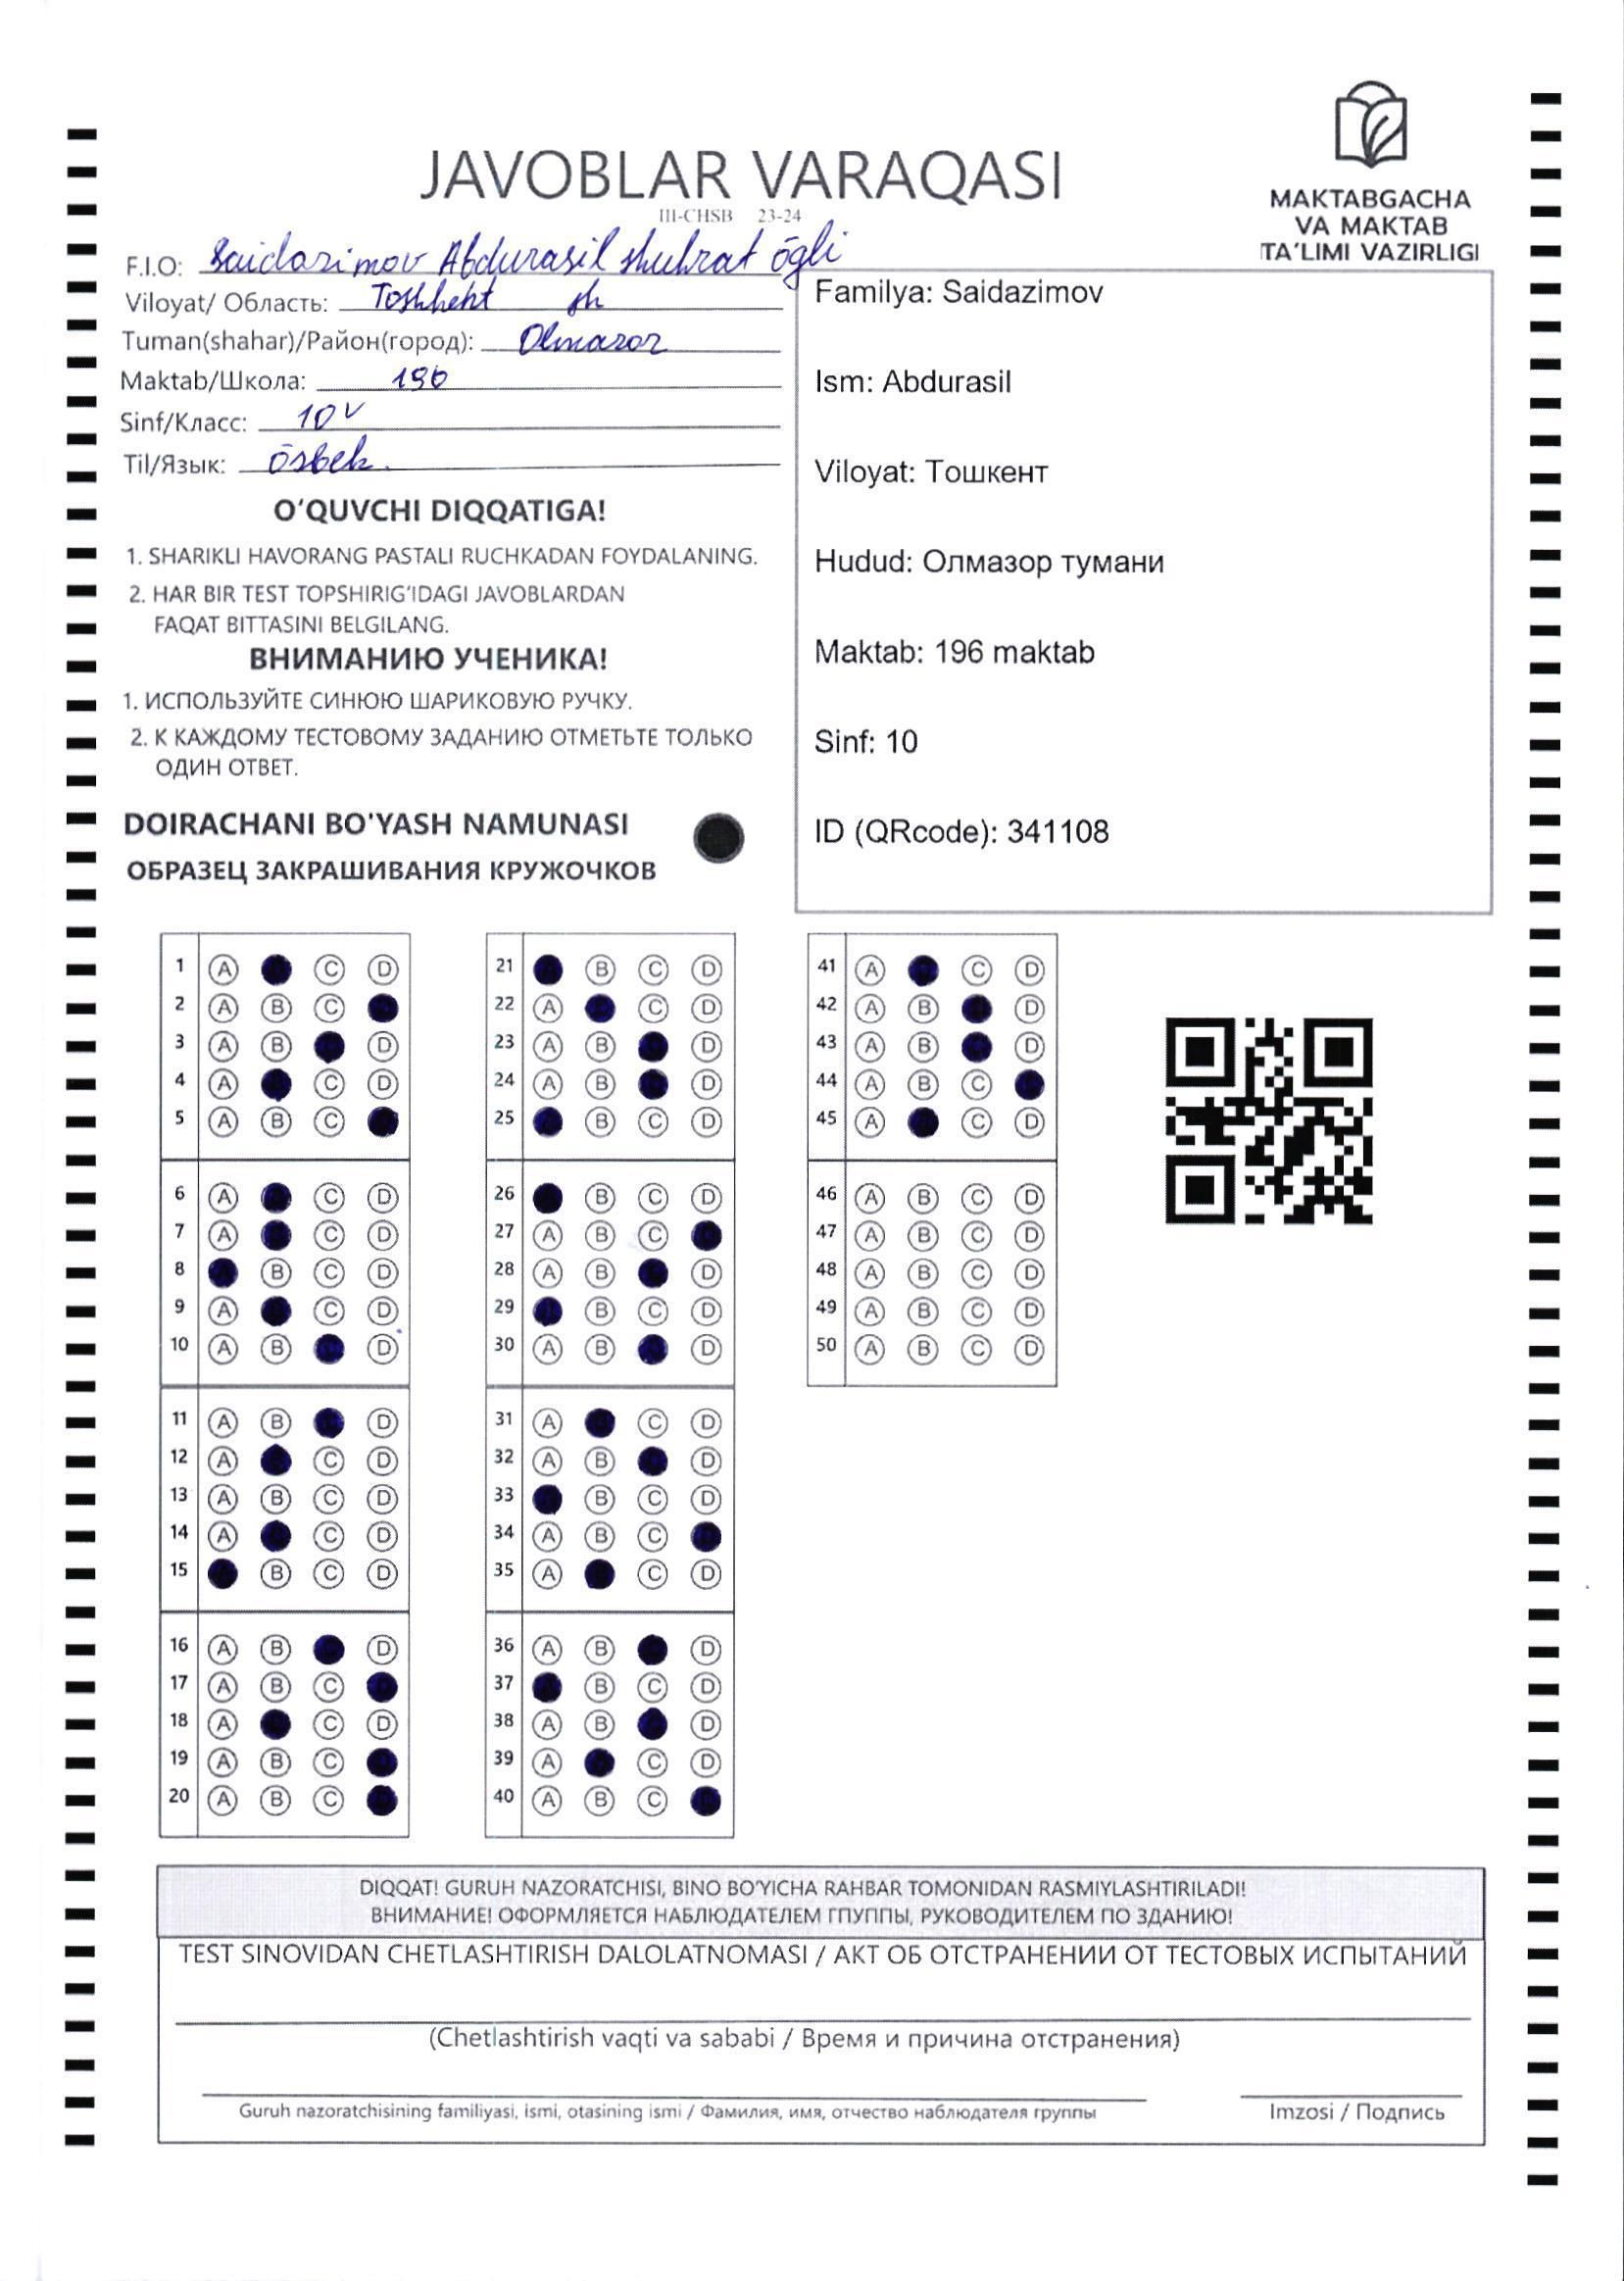 JAVOBLAR VARAQASI
III-CHSB 23-24
MAKTABGACHA
VA MAKTAB
TA'LIMI VAZIRLIGI
F.I.O: Saidazimov Abdurasil shuhrat ōgli
Viloyat/ Область: Toshkent sh
Tuman(shahar)/Район(город): Olmazor
Maktab/Школа: 196
Sinf/Класс: 10 V
Til/Язык: ōzbek.
O'QUVCHI DIQQATIGA!
1. SHARIKLI HAVORANG PASTALI RUCHKADAN FOYDALANING.
2. HAR BIR TEST TOPSHIRIG'IDAGI JAVOBLARDAN
FAQAT BITTASINI BELGILANG.
ВНИМАНИЮ УЧЕНИКА!
1. ИСПОЛЬЗУЙТЕ СИНЮЮ ШАРИКОВУЮ РУЧКУ.
2. К КАЖДОМУ ТЕСТОВОМУ ЗАДАНИЮ ОТМЕТЬТЕ ТОЛЬКО
ОДИН ОТВЕТ.
DOIRACHANI BO'YASH NAMUNASI
ОБРАЗЕЦ ЗАКРАШИВАНИЯ КРУЖОЧКОВ
Familya: Saidazimov
Ism: Abdurasil
Viloyat: Тошкент
Hudud: Олмазор тумани
Maktab: 196 maktab
Sinf: 10
ID (QRcode): 341108
1 A C D
2 A B C
3 A B D
4 A C D
5 A B C
6 A C D
7 A C D
8 B C D
9 A C D
10 A B D
11 A B D
12 A C D
13 A B C D
14 A C D
15 B C D
16 A B D
17 A B C
18 A C D
19 A B C
20 A B C
21 B C D
22 A C D
23 A B D
24 A B D
25 B C D
26 B C D
27 A B C
28 A B D
29 B C D
30 A B D
31 A C D
32 A B D
33 B C D
34 A B C
35 A C D
36 A B D
37 B C D
38 A B D
39 A C D
40 A B C
41 A C D
42 A B D
43 A B D
44 A B C
45 A C D
46 A B C D
47 A B C D
48 A B C D
49 A B C D
50 A B C D
DIQQAT! GURUH NAZORATCHISI, BINO BO'YICHA RAHBAR TOMONIDAN RASMIYLASHTIRILADI!
ВНИМАНИЕ! ОФОРМЛЯЕТСЯ НАБЛЮДАТЕЛЕМ ГПУППЫ, РУКОВОДИТЕЛЕМ ПО ЗДАНИЮ!
TEST SINOVIDAN CHETLASHTIRISH DALOLATNOMASI / АКТ ОБ ОТСТРАНЕНИИ ОТ ТЕСТОВЫХ ИСПЫТАНИЙ
(Chetlashtirish vaqti va sababi / Время и причина отстранения)
Guruh nazoratchisining familiyasi, ismi, otasining ismi / Фамилия, имя, отчество наблюдателя группы
Imzosi / Подпись